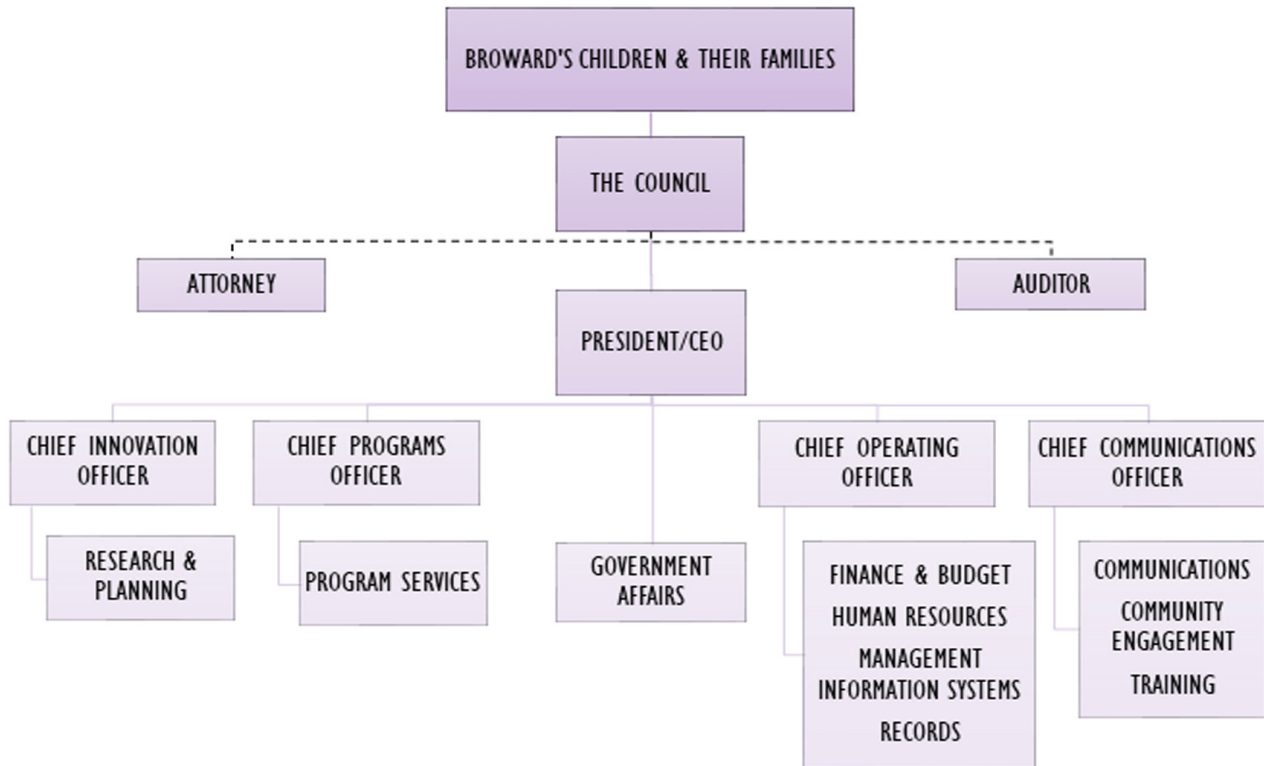 BROWARD'S CHILDREN & THEIR FAMILIES
THE COUNCIL
ATTORNEY
AUDITOR
PRESIDENT/CEO
CHIEF INNOVATION
OFFICER
CHIEF PROGRAMS
OFFICER
CHIEF OPERATING
OFFICER
CHIEF COMMUNICATIONS
OFFICER
RESEARCH &
PLANNING
PROGRAM SERVICES
GOVERNMENT
AFFAIRS
FINANCE & BUDGET
HUMAN RESOURCES
MANAGEMENT
INFORMATION SYSTEMS
RECORDS
COMMUNICATIONS
COMMUNITY
ENGAGEMENT
TRAINING